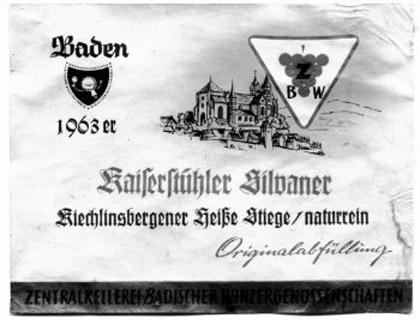 Baden
1963er
Z
B W
Kaiserstühler Silvaner
Kiechlinsbergener Heiße Stiege / naturrein
Originalabfüllung
ZENTRALKELLEREI BADISCHER WINZERGENOSSENSCHAFTEN